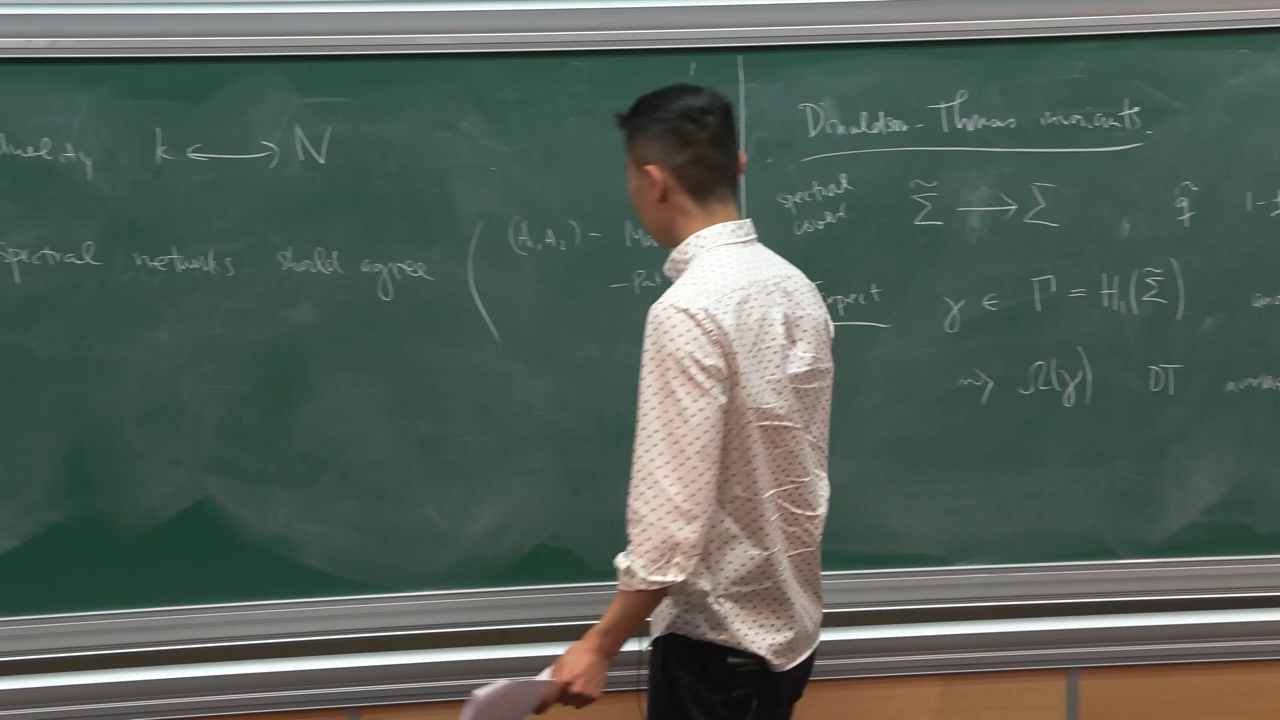 k ⟷ N
spectral networks should agree
(A₁,A₂) –
Donaldson-Thomas invariants.
spectral cover Σ̃ ⟶ Σ
γ ∈ Γ = H₁(Σ̃)
⇝ Ω(γ) DT